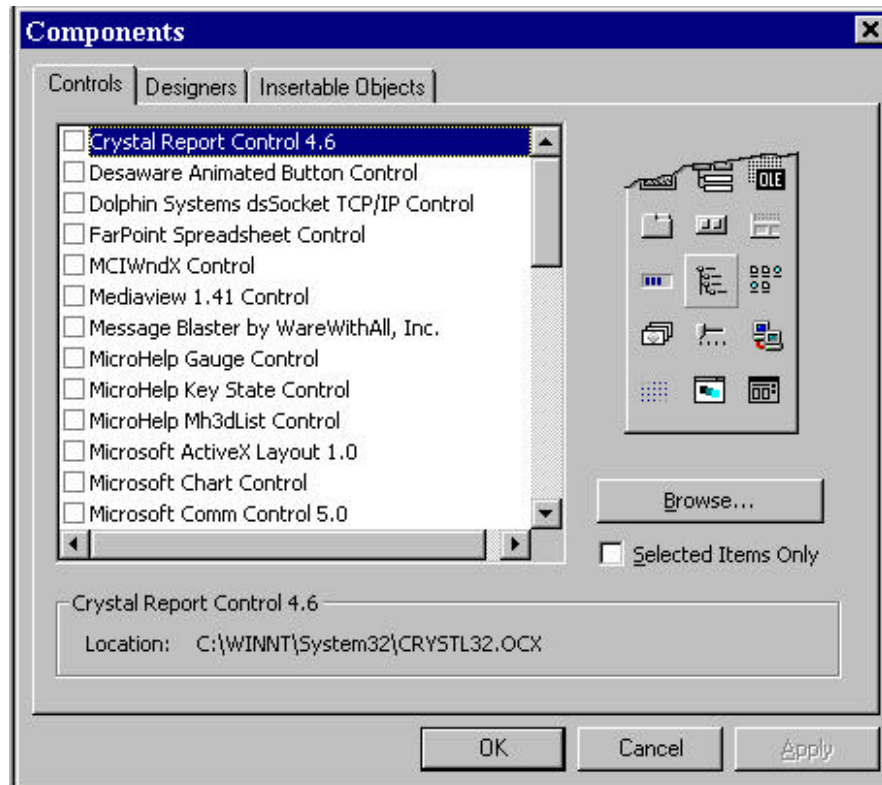 Components
Controls Designers Insertable Objects
Crystal Report Control 4.6
Desaware Animated Button Control
Dolphin Systems dsSocket TCP/IP Control
FarPoint Spreadsheet Control
MCIWndX Control
Mediaview 1.41 Control
Message Blaster by WareWithAll, Inc.
MicroHelp Gauge Control
MicroHelp Key State Control
MicroHelp Mh3dList Control
Microsoft ActiveX Layout 1.0
Microsoft Chart Control
Microsoft Comm Control 5.0
OLE
Browse...
Selected Items Only
Crystal Report Control 4.6
Location: C:\WINNT\System32\CRYSTL32.OCX
OK Cancel Apply